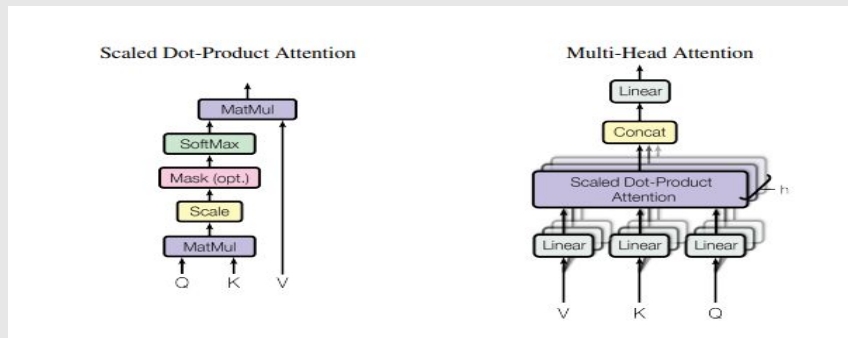 Scaled Dot-Product Attention
MatMul
SoftMax
Mask (opt.)
Scale
MatMul
Q K V
Multi-Head Attention
Linear
Concat
Scaled Dot-Product
Attention
h
Linear Linear Linear
V K Q